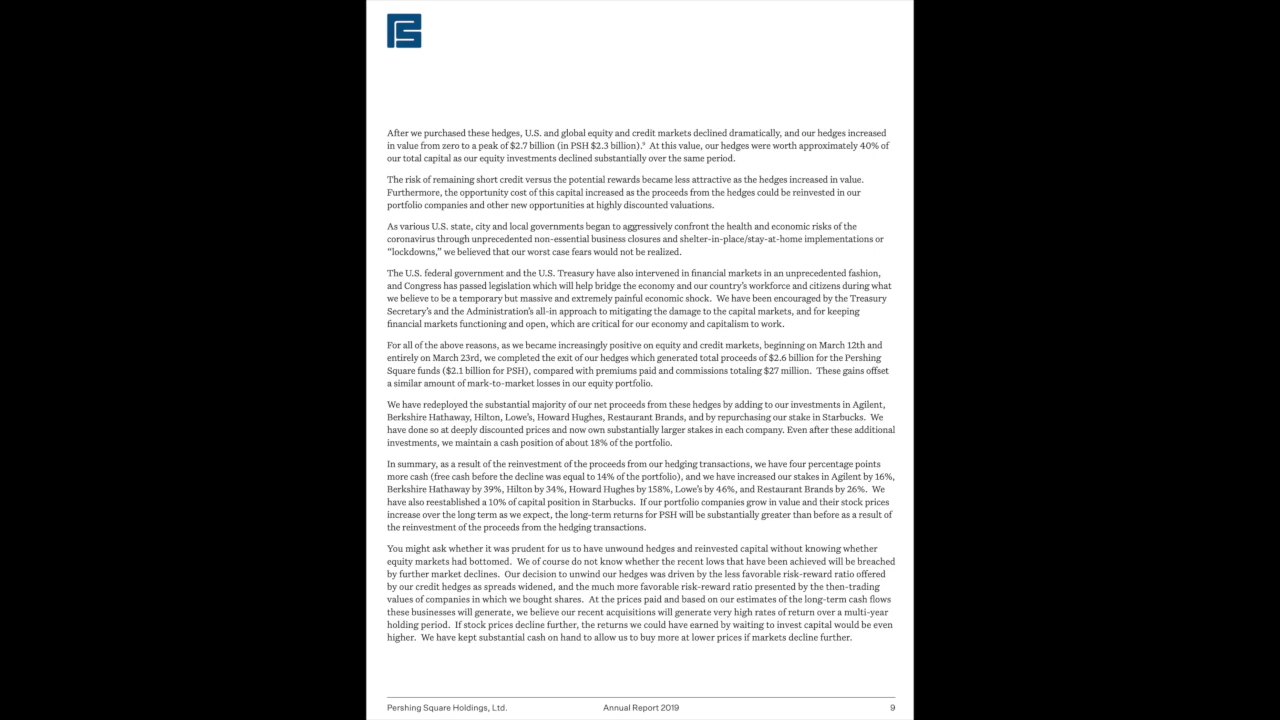 After we purchased these hedges, U.S. and global equity and credit markets declined dramatically, and our hedges increased
in value from zero to a peak of $2.7 billion (in PSH $2.3 billion).⁹ At this value, our hedges were worth approximately 40% of
our total capital as our equity investments declined substantially over the same period.
The risk of remaining short credit versus the potential rewards became less attractive as the hedges increased in value.
Furthermore, the opportunity cost of this capital increased as the proceeds from the hedges could be reinvested in our
portfolio companies and other new opportunities at highly discounted valuations.
As various U.S. state, city and local governments began to aggressively confront the health and economic risks of the
coronavirus through unprecedented non-essential business closures and shelter-in-place/stay-at-home implementations or
“lockdowns,” we believed that our worst case fears would not be realized.
The U.S. federal government and the U.S. Treasury have also intervened in financial markets in an unprecedented fashion,
and Congress has passed legislation which will help bridge the economy and our country’s workforce and citizens during what
we believe to be a temporary but massive and extremely painful economic shock. We have been encouraged by the Treasury
Secretary’s and the Administration’s all-in approach to mitigating the damage to the capital markets, and for keeping
financial markets functioning and open, which are critical for our economy and capitalism to work.
For all of the above reasons, as we became increasingly positive on equity and credit markets, beginning on March 12th and
entirely on March 23rd, we completed the exit of our hedges which generated total proceeds of $2.6 billion for the Pershing
Square funds ($2.1 billion for PSH), compared with premiums paid and commissions totaling $27 million. These gains offset
a similar amount of mark-to-market losses in our equity portfolio.
We have redeployed the substantial majority of our net proceeds from these hedges by adding to our investments in Agilent,
Berkshire Hathaway, Hilton, Lowe’s, Howard Hughes, Restaurant Brands, and by repurchasing our stake in Starbucks. We
have done so at deeply discounted prices and now own substantially larger stakes in each company. Even after these additional
investments, we maintain a cash position of about 18% of the portfolio.
In summary, as a result of the reinvestment of the proceeds from our hedging transactions, we have four percentage points
more cash (free cash before the decline was equal to 14% of the portfolio), and we have increased our stakes in Agilent by 16%,
Berkshire Hathaway by 39%, Hilton by 34%, Howard Hughes by 158%, Lowe’s by 46%, and Restaurant Brands by 26%. We
have also reestablished a 10% of capital position in Starbucks. If our portfolio companies grow in value and their stock prices
increase over the long term as we expect, the long-term returns for PSH will be substantially greater than before as a result of
the reinvestment of the proceeds from the hedging transactions.
You might ask whether it was prudent for us to have unwound hedges and reinvested capital without knowing whether
equity markets had bottomed. We of course do not know whether the recent lows that have been achieved will be breached
by further market declines. Our decision to unwind our hedges was driven by the less favorable risk-reward ratio offered
by our credit hedges as spreads widened, and the much more favorable risk-reward ratio presented by the then-trading
values of companies in which we bought shares. At the prices paid and based on our estimates of the long-term cash flows
these businesses will generate, we believe our recent acquisitions will generate very high rates of return over a multi-year
holding period. If stock prices decline further, the returns we could have earned by waiting to invest capital would be even
higher. We have kept substantial cash on hand to allow us to buy more at lower prices if markets decline further.
Pershing Square Holdings, Ltd. Annual Report 2019 9